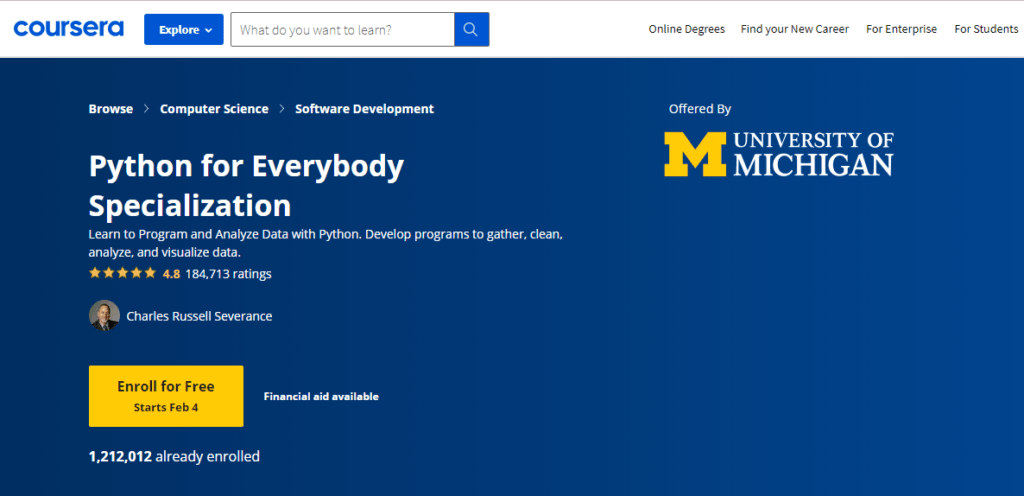 coursera
Explore
What do you want to learn?
Online Degrees
Find your New Career
For Enterprise
For Students
Browse > Computer Science > Software Development
Offered By
M UNIVERSITY OF
MICHIGAN
Python for Everybody
Specialization
Learn to Program and Analyze Data with Python. Develop programs to gather, clean,
analyze, and visualize data.
4.8 184,713 ratings
Charles Russell Severance
Enroll for Free
Starts Feb 4
Financial aid available
1,212,012 already enrolled